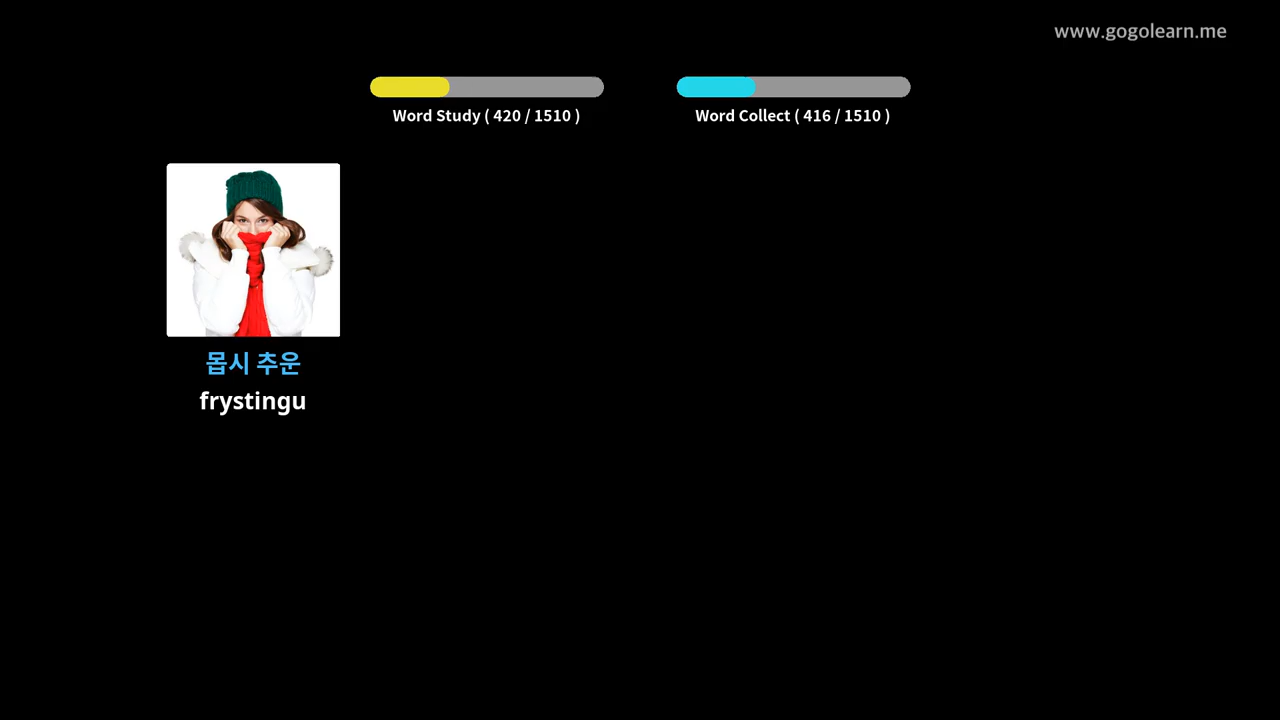 www.gogolearn.me
Word Study ( 420 / 1510 )
Word Collect ( 416 / 1510 )
몹시 추운
frystingu